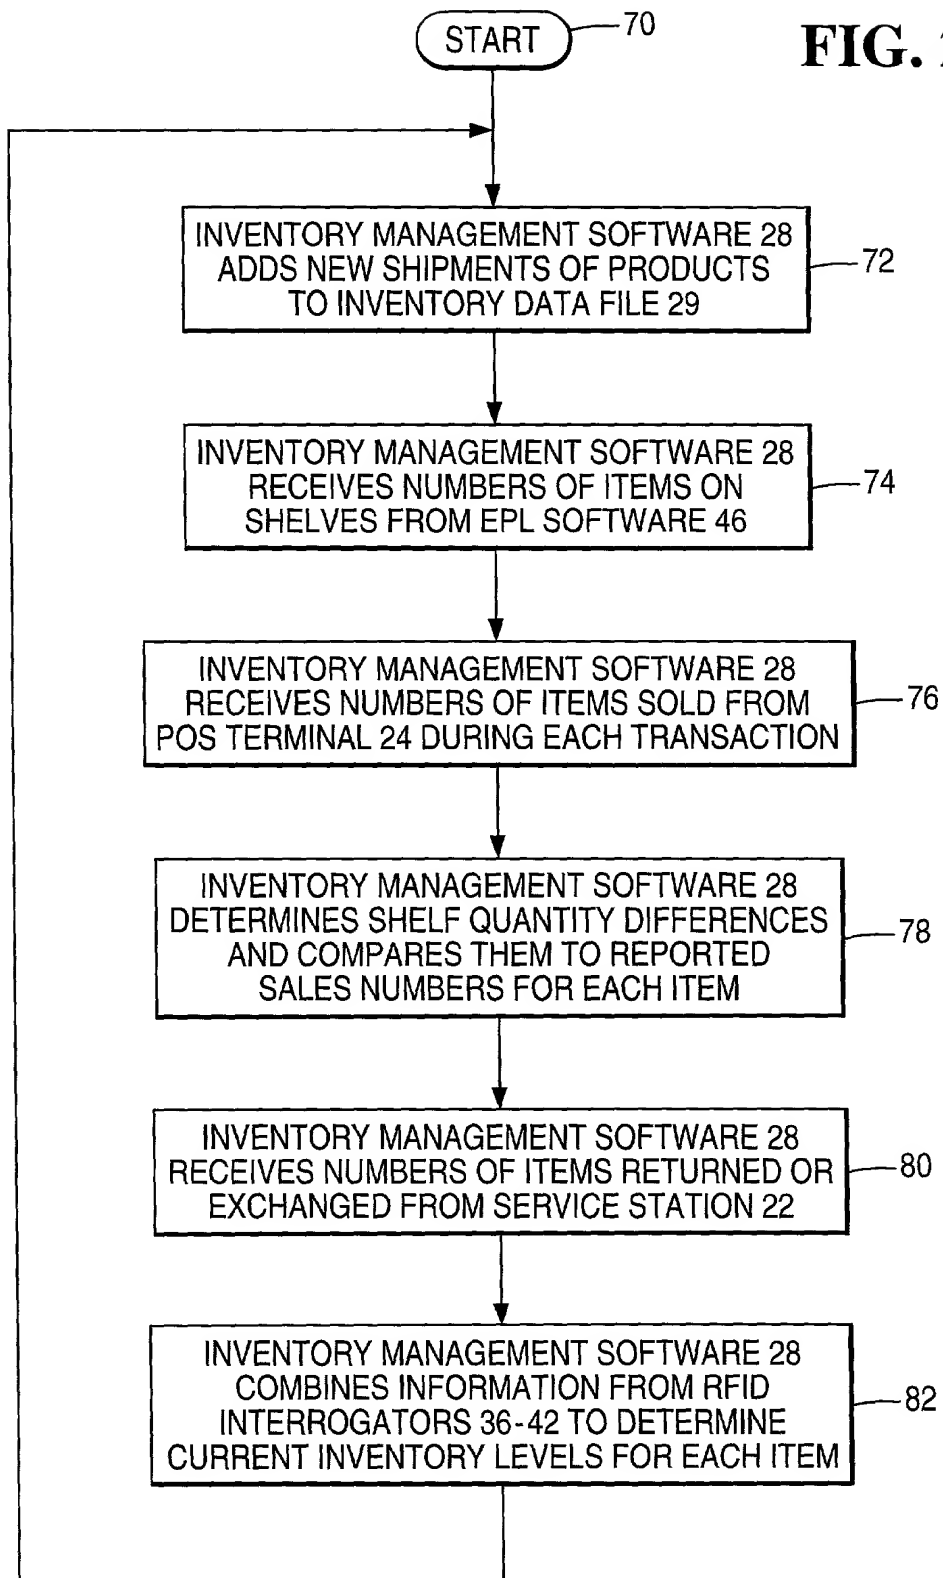 START
70
FIG.
INVENTORY MANAGEMENT SOFTWARE 28
ADDS NEW SHIPMENTS OF PRODUCTS
TO INVENTORY DATA FILE 29
72
INVENTORY MANAGEMENT SOFTWARE 28
RECEIVES NUMBERS OF ITEMS ON
SHELVES FROM EPL SOFTWARE 46
74
INVENTORY MANAGEMENT SOFTWARE 28
RECEIVES NUMBERS OF ITEMS SOLD FROM
POS TERMINAL 24 DURING EACH TRANSACTION
76
INVENTORY MANAGEMENT SOFTWARE 28
DETERMINES SHELF QUANTITY DIFFERENCES
AND COMPARES THEM TO REPORTED
SALES NUMBERS FOR EACH ITEM
78
INVENTORY MANAGEMENT SOFTWARE 28
RECEIVES NUMBERS OF ITEMS RETURNED OR
EXCHANGED FROM SERVICE STATION 22
80
INVENTORY MANAGEMENT SOFTWARE 28
COMBINES INFORMATION FROM RFID
INTERROGATORS 36-42 TO DETERMINE
CURRENT INVENTORY LEVELS FOR EACH ITEM
82